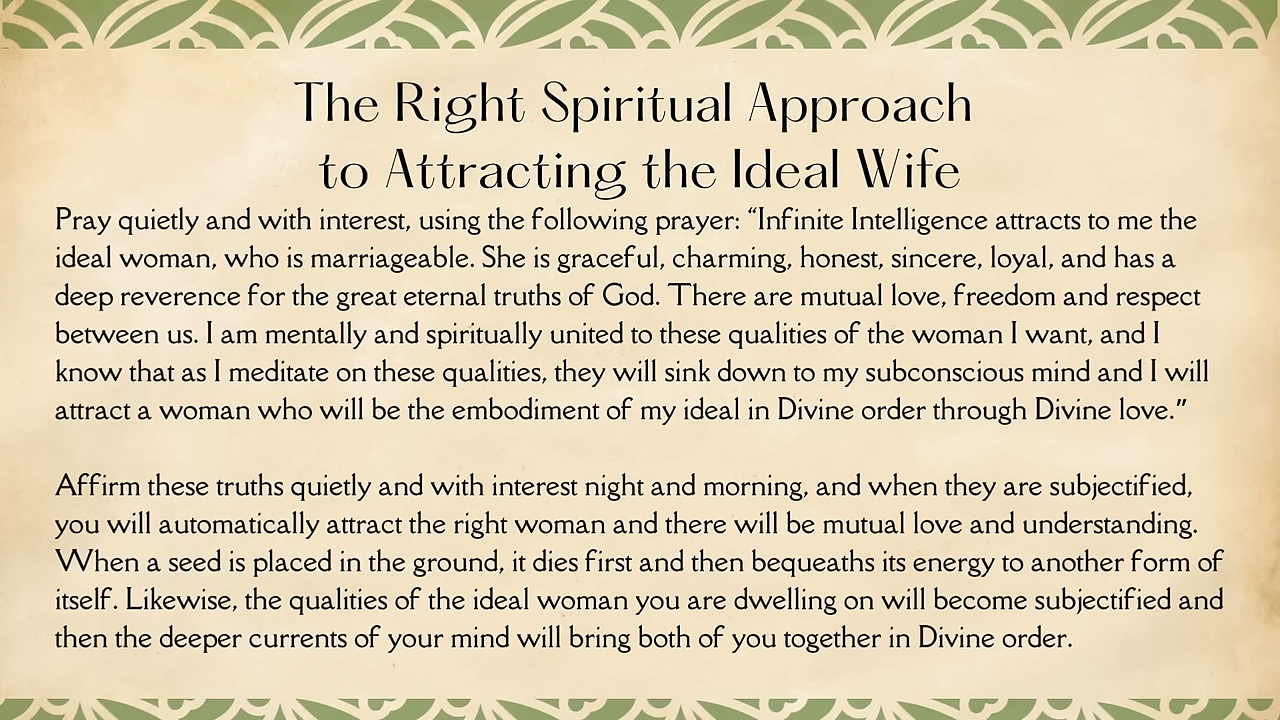 The Right Spiritual Approach
to Attracting the Ideal Wife
Pray quietly and with interest, using the following prayer: “Infinite Intelligence attracts to me the
ideal woman, who is marriageable. She is graceful, charming, honest, sincere, loyal, and has a
deep reverence for the great eternal truths of God. There are mutual love, freedom and respect
between us. I am mentally and spiritually united to these qualities of the woman I want, and I
know that as I meditate on these qualities, they will sink down to my subconscious mind and I will
attract a woman who will be the embodiment of my ideal in Divine order through Divine love.”
Affirm these truths quietly and with interest night and morning, and when they are subjectified,
you will automatically attract the right woman and there will be mutual love and understanding.
When a seed is placed in the ground, it dies first and then bequeaths its energy to another form of
itself. Likewise, the qualities of the ideal woman you are dwelling on will become subjectified and
then the deeper currents of your mind will bring both of you together in Divine order.